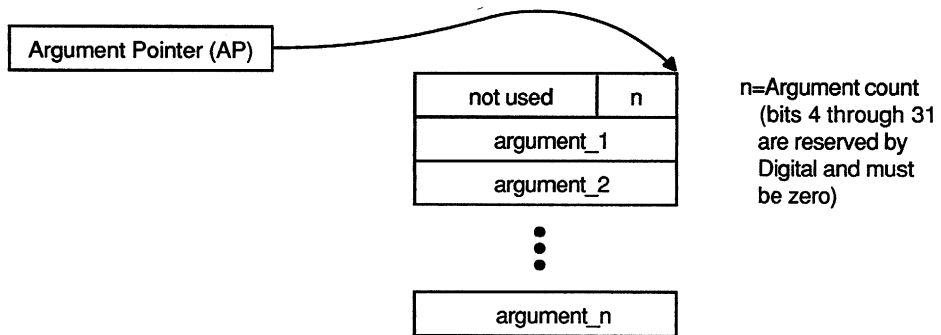 Argument Pointer (AP)
not used n
argument_1
argument_2
argument_n
n=Argument count
(bits 4 through 31
are reserved by
Digital and must
be zero)